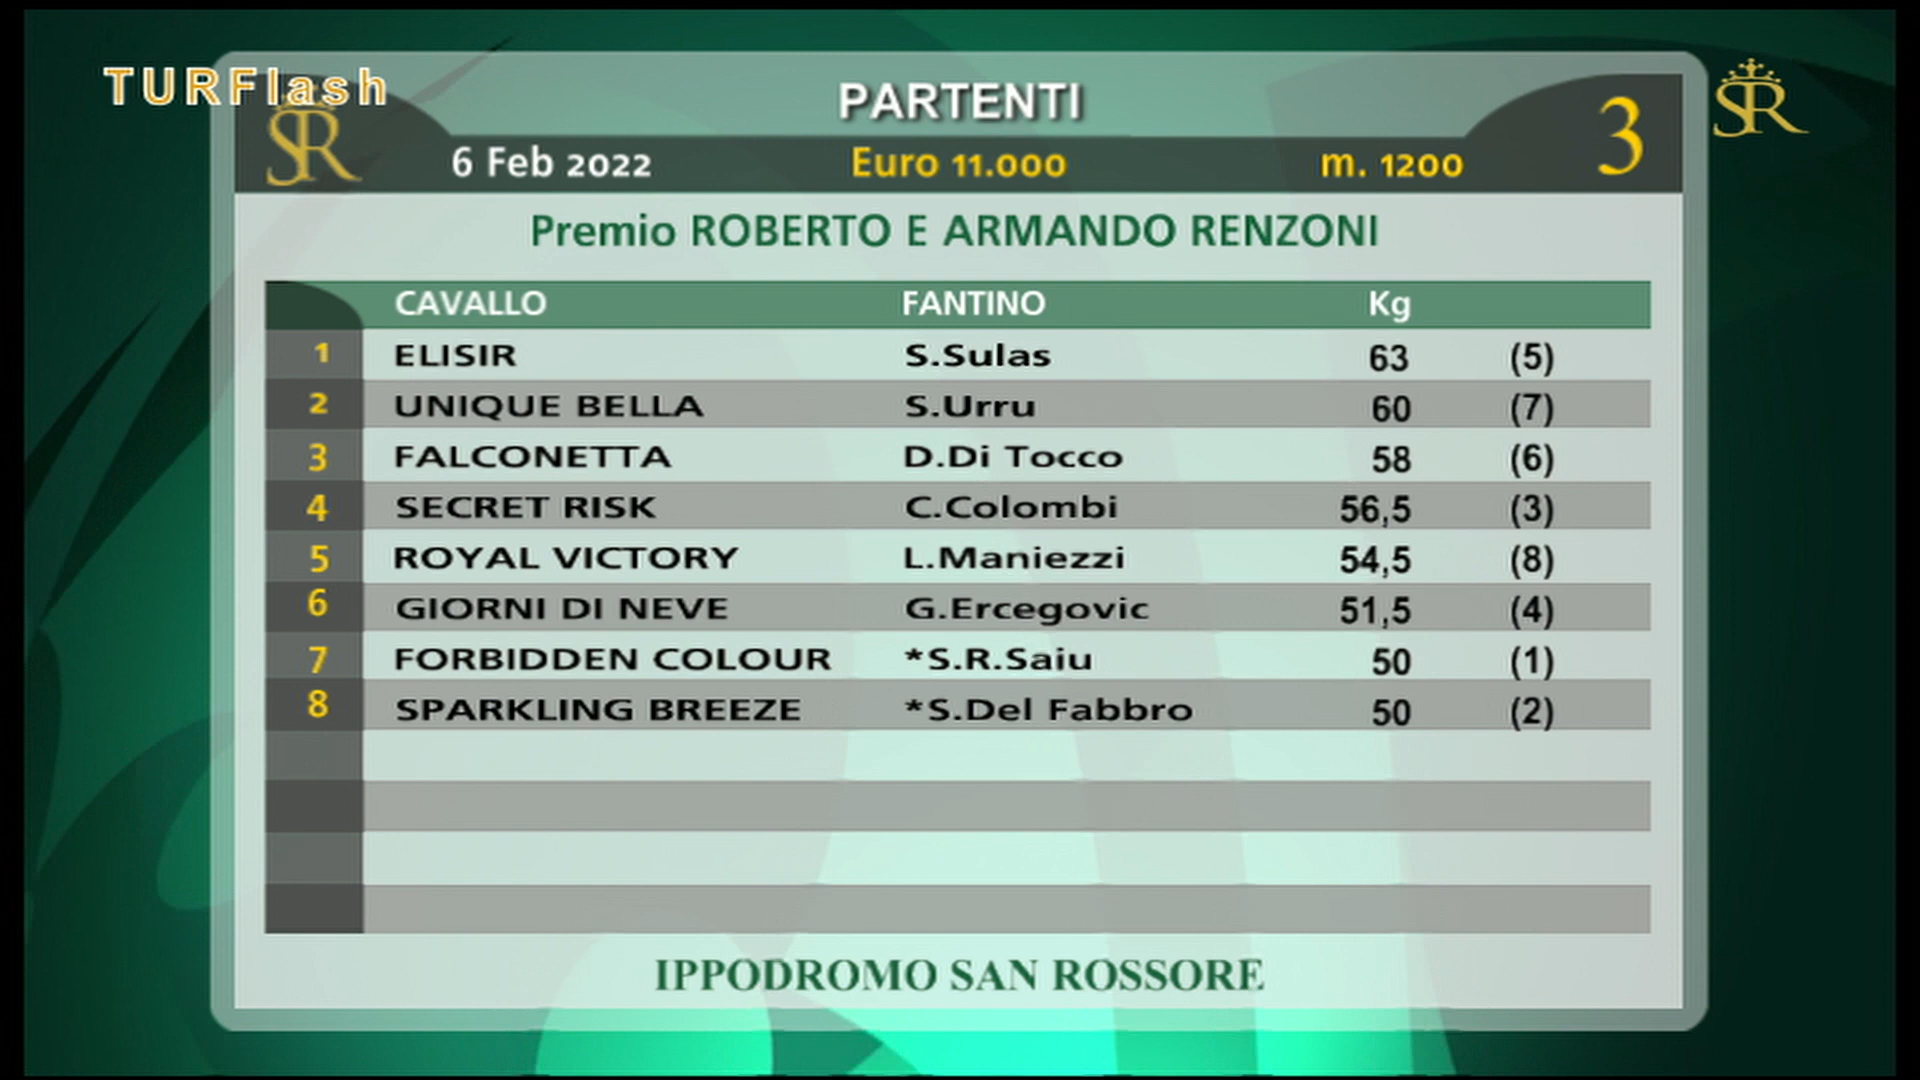 TURFlash
PARTENTI
SR
6 Feb 2022 Euro 11.000 m. 1200 3
SR
Premio ROBERTO E ARMANDO RENZONI
CAVALLO FANTINO Kg
1 ELISIR S.Sulas 63 (5)
2 UNIQUE BELLA S.Urru 60 (7)
3 FALCONETTA D.Di Tocco 58 (6)
4 SECRET RISK C.Colombi 56,5 (3)
5 ROYAL VICTORY L.Maniezzi 54,5 (8)
6 GIORNI DI NEVE G.Ercegovic 51,5 (4)
7 FORBIDDEN COLOUR *S.R.Saiu 50 (1)
8 SPARKLING BREEZE *S.Del Fabbro 50 (2)
IPPODROMO SAN ROSSORE